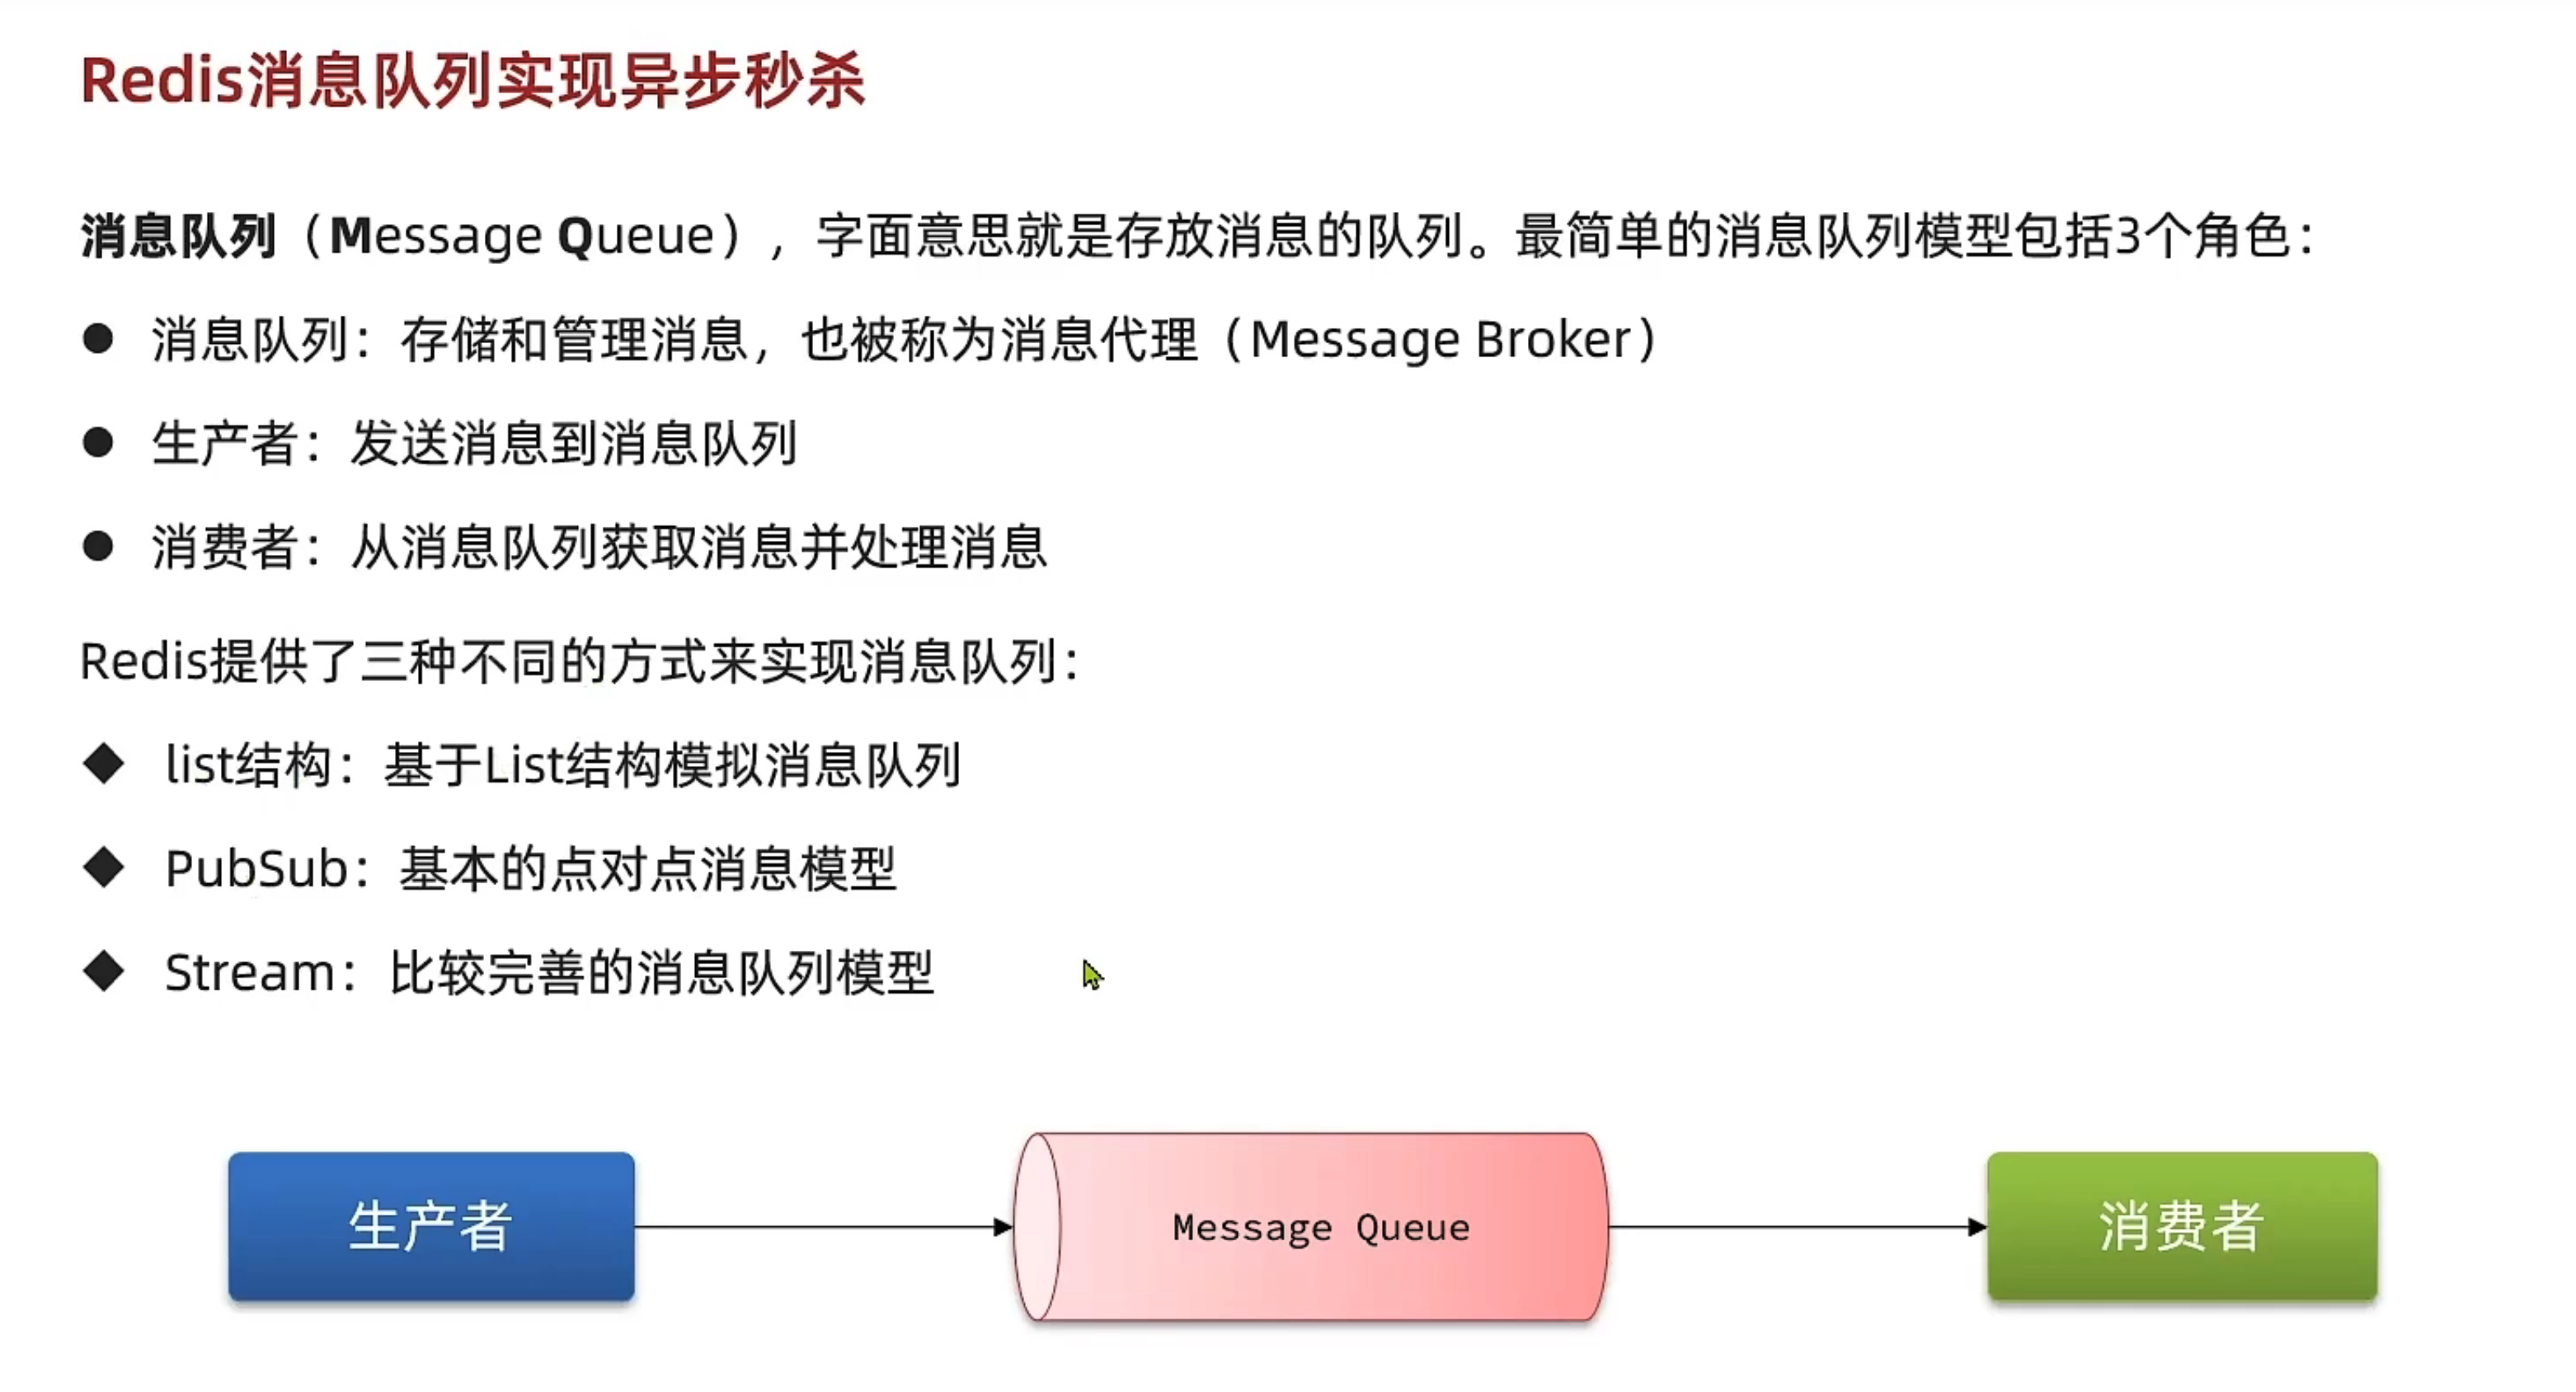 Redis消息队列实现异步秒杀
消息队列（Message Queue），字面意思就是存放消息的队列。最简单的消息队列模型包括3个角色：
● 消息队列：存储和管理消息，也被称为消息代理（Message Broker）
● 生产者：发送消息到消息队列
● 消费者：从消息队列获取消息并处理消息
Redis提供了三种不同的方式来实现消息队列：
◆ list结构：基于List结构模拟消息队列
◆ PubSub：基本的点对点消息模型
◆ Stream：比较完善的消息队列模型
生产者
Message Queue
消费者